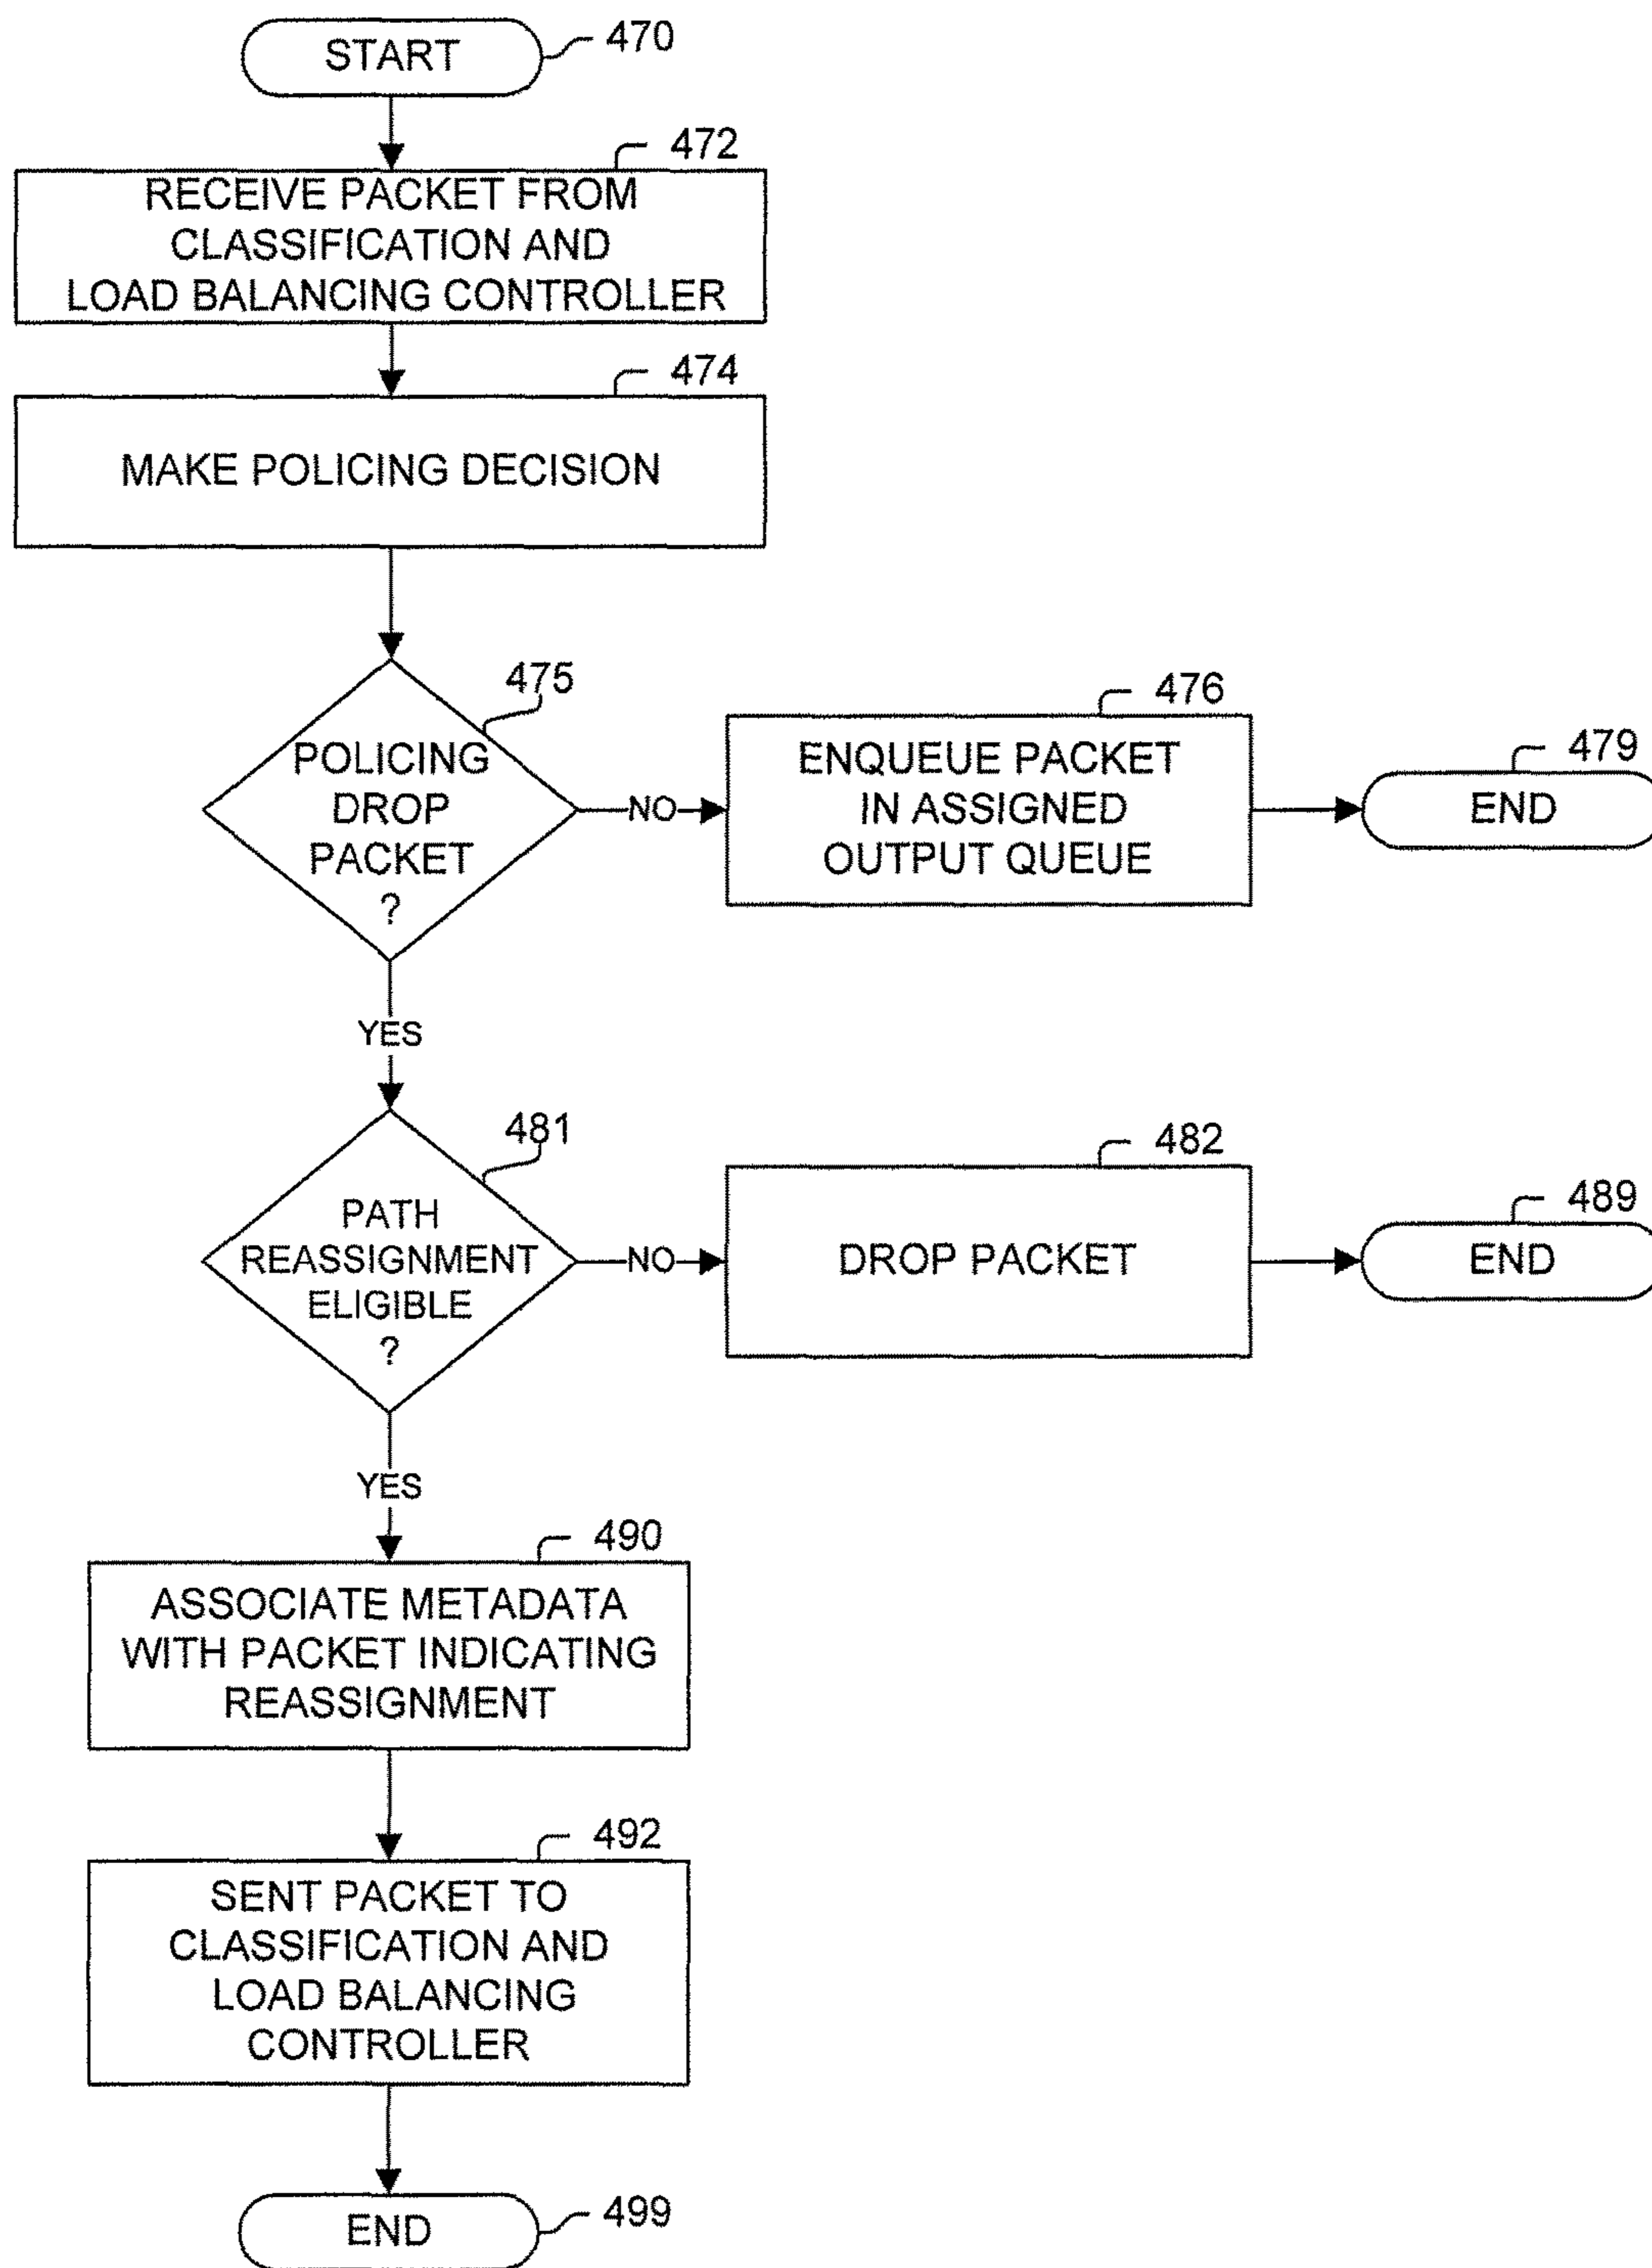 START
470
472
RECEIVE PACKET FROM
CLASSIFICATION AND
LOAD BALANCING CONTROLLER
474
MAKE POLICING DECISION
475
POLICING
DROP
PACKET
?
NO
476
ENQUEUE PACKET
IN ASSIGNED
OUTPUT QUEUE
479
END
YES
481
PATH
REASSIGNMENT
ELIGIBLE
?
NO
482
DROP PACKET
489
END
YES
490
ASSOCIATE METADATA
WITH PACKET INDICATING
REASSIGNMENT
492
SENT PACKET TO
CLASSIFICATION AND
LOAD BALANCING
CONTROLLER
END
499